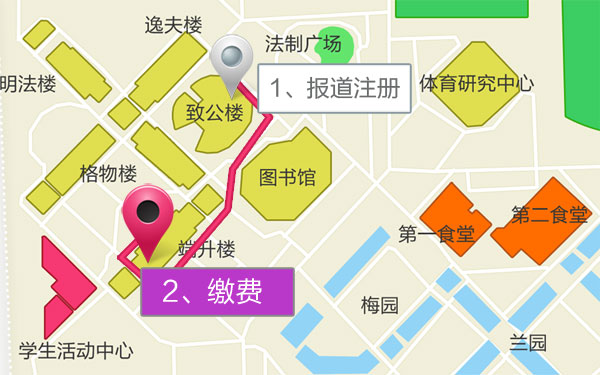 逸夫楼
法制广场
明法楼
体育研究中心
1、报道注册
致公楼
格物楼
图书馆
第二食堂
第一食堂
端升楼
2、缴费
梅园
兰园
学生活动中心